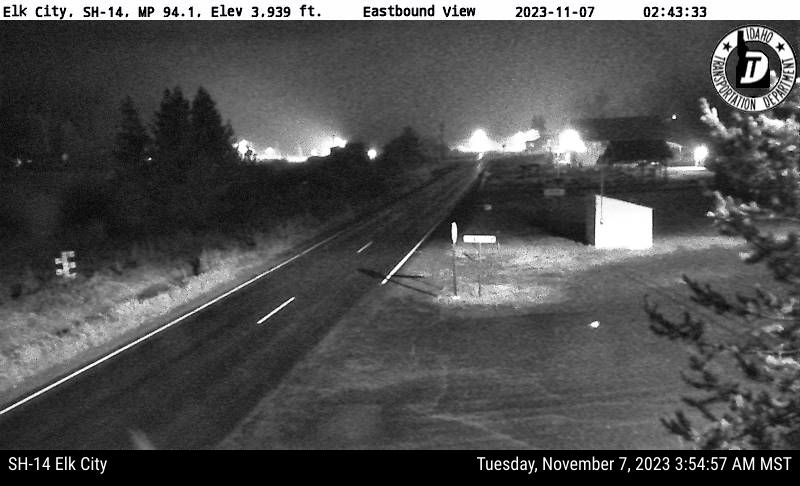 Elk City, SH-14, MP 94.1, Elev 3,939 ft. Eastbound View 2023-11-07 02:43:33
IDAHO
TRANSPORTATION DEPARTMENT
SH-14 Elk City Tuesday, November 7, 2023 3:54:57 AM MST